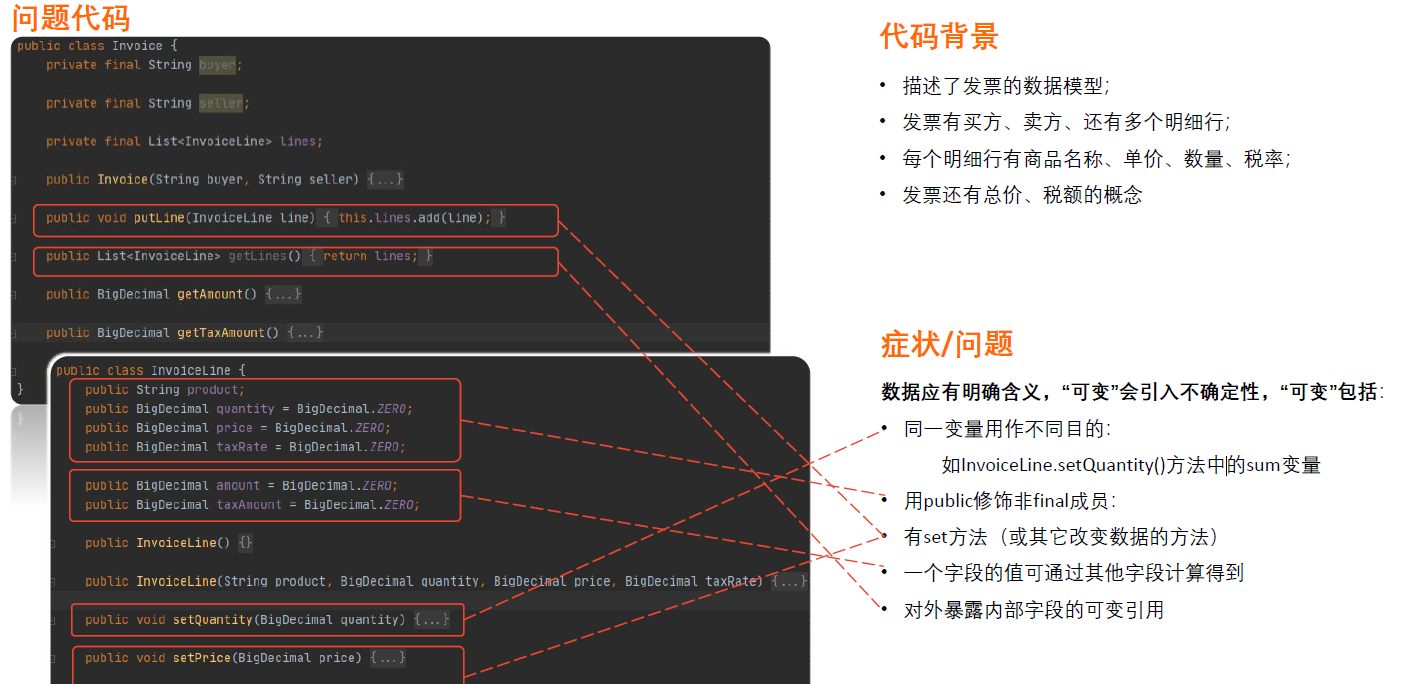 问题代码
public class Invoice {
private final String buyer;
private final String seller;
private final List<InvoiceLine> lines;
public Invoice(String buyer, String seller) {...}
public void putLine(InvoiceLine line) { this.lines.add(line); }
public List<InvoiceLine> getLines() { return lines; }
public BigDecimal getAmount() {...}
public BigDecimal getTaxAmount() {...}
}
public class InvoiceLine {
public String product;
public BigDecimal quantity = BigDecimal.ZERO;
public BigDecimal price = BigDecimal.ZERO;
public BigDecimal taxRate = BigDecimal.ZERO;
public BigDecimal amount = BigDecimal.ZERO;
public BigDecimal taxAmount = BigDecimal.ZERO;
public InvoiceLine() {}
public InvoiceLine(String product, BigDecimal quantity, BigDecimal price, BigDecimal taxRate) {...}
public void setQuantity(BigDecimal quantity) {...}
public void setPrice(BigDecimal price) {...}
代码背景
• 描述了发票的数据模型；
• 发票有买方、卖方、还有多个明细行；
• 每个明细行有商品名称、单价、数量、税率；
• 发票还有总价、税额的概念
症状/问题
数据应有明确含义，“可变”会引入不确定性，“可变”包括：
• 同一变量用作不同目的：
如InvoiceLine.setQuantity()方法中的sum变量
• 用public修饰非final成员：
• 有set方法（或其它改变数据的方法）
• 一个字段的值可通过其他字段计算得到
• 对外暴露内部字段的可变引用